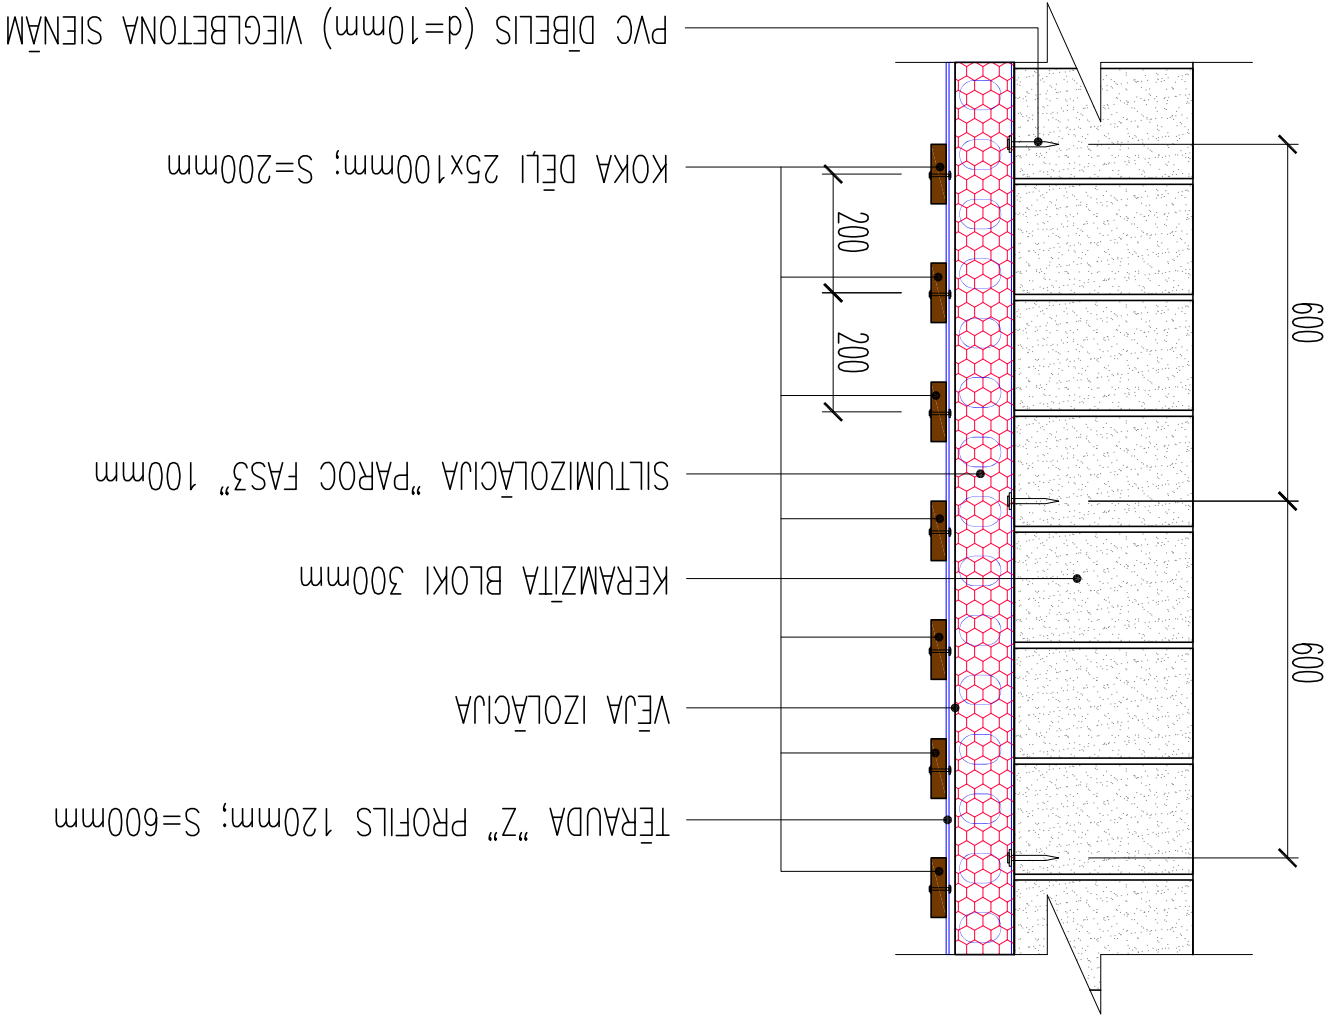 TĒRAUDA "Z" PROFILS 120mm; S=600mm
VĒJA IZOLĀCIJA
600
KERAMZĪTA BLOKI 300mm
SILTUMIZOLĀCIJA "PAROC FAS3" 100mm
200
600
200
KOKA DĒĻI 25x100mm; S=200mm
PVC DĪBELIS (d=10mm) VIEGLBETONA SIENĀM